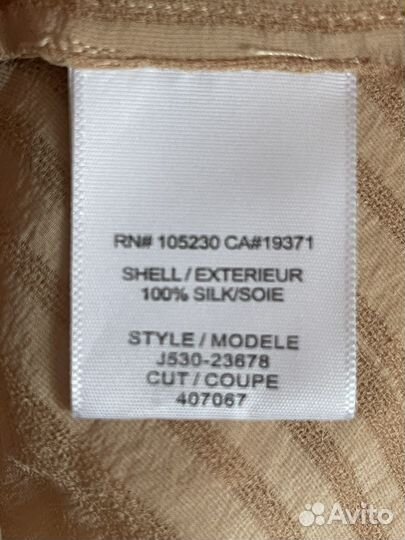 RN# 105230 CA#19371
SHELL / EXTERIEUR
100% SILK/SOIE
STYLE / MODELE
J530-23678
CUT / COUPE
407067
Avito